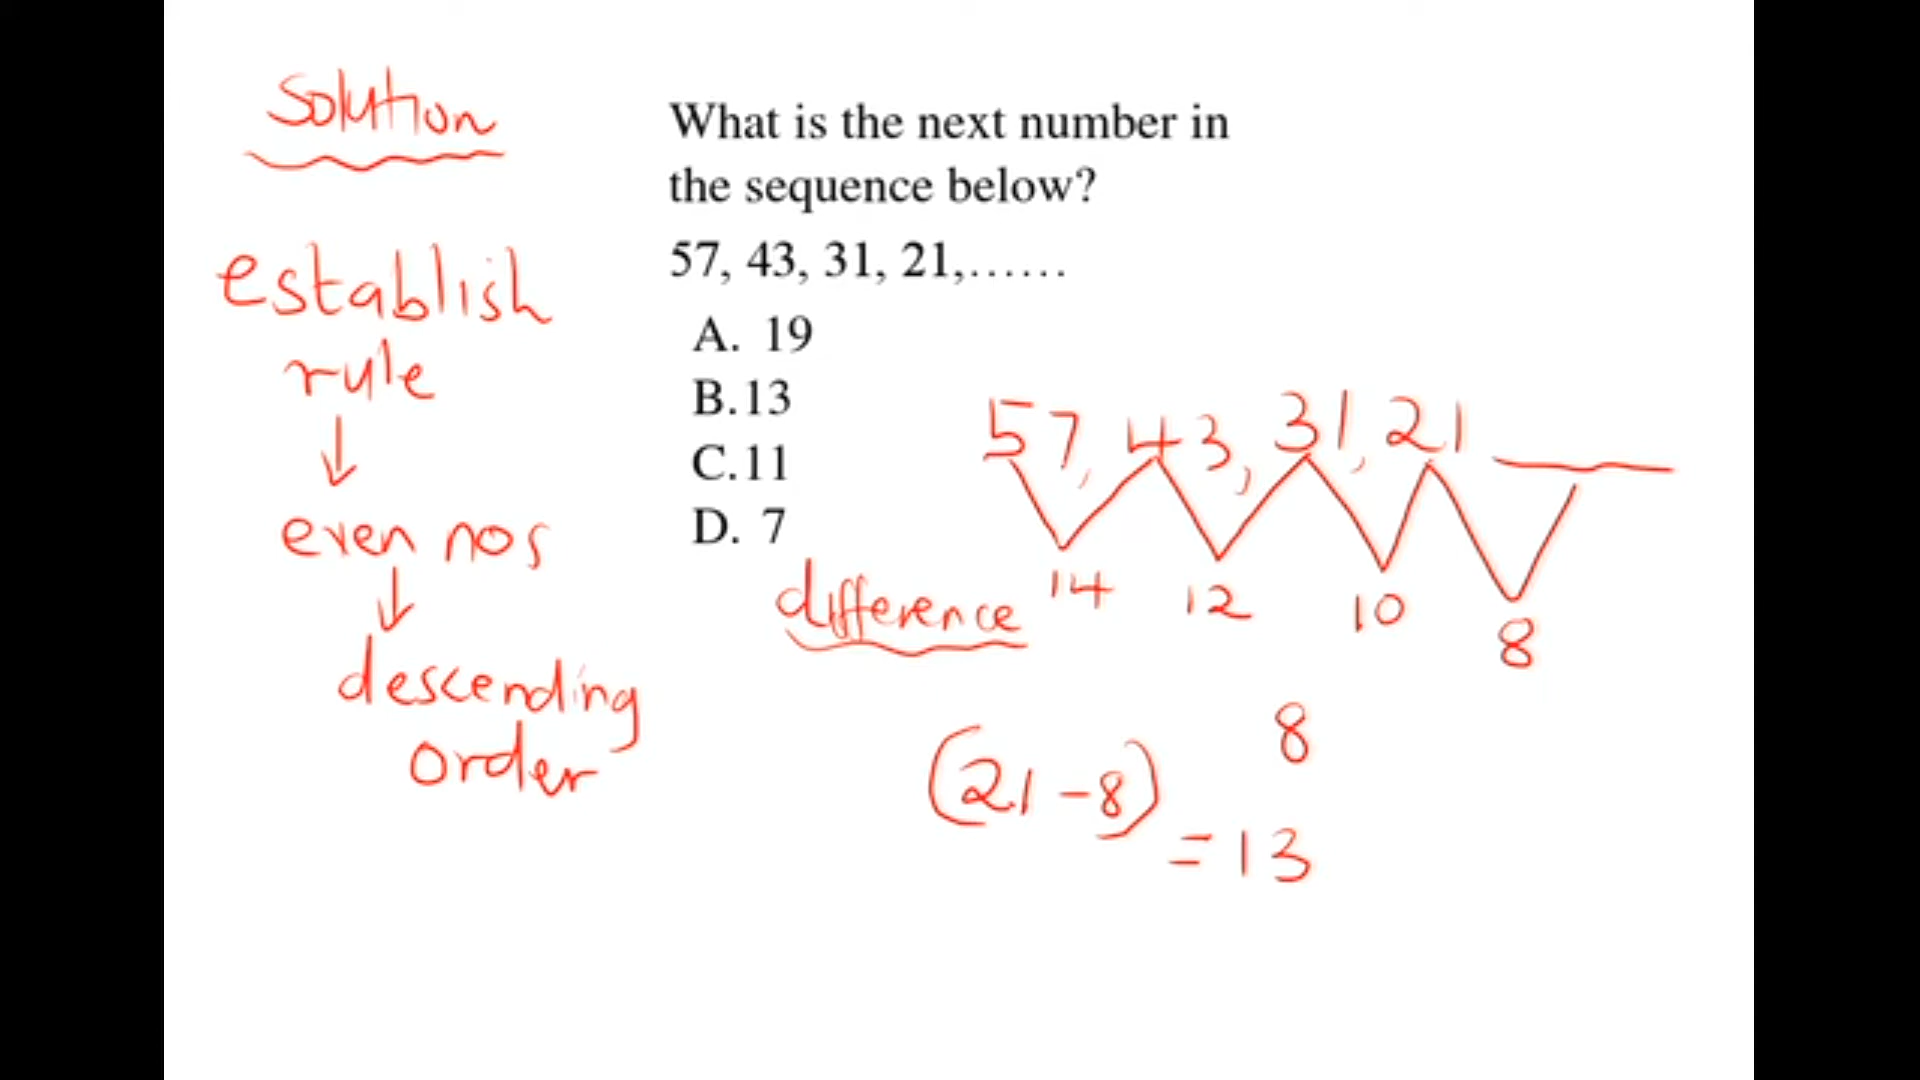 Solution
establish
rule
even nos
descending
order
What is the next number in
the sequence below?
57, 43, 31, 21,......
A. 19
B.13
C.11
D. 7
57, 43, 31, 21
difference 14 12 10 8
8
(21-8)
=13